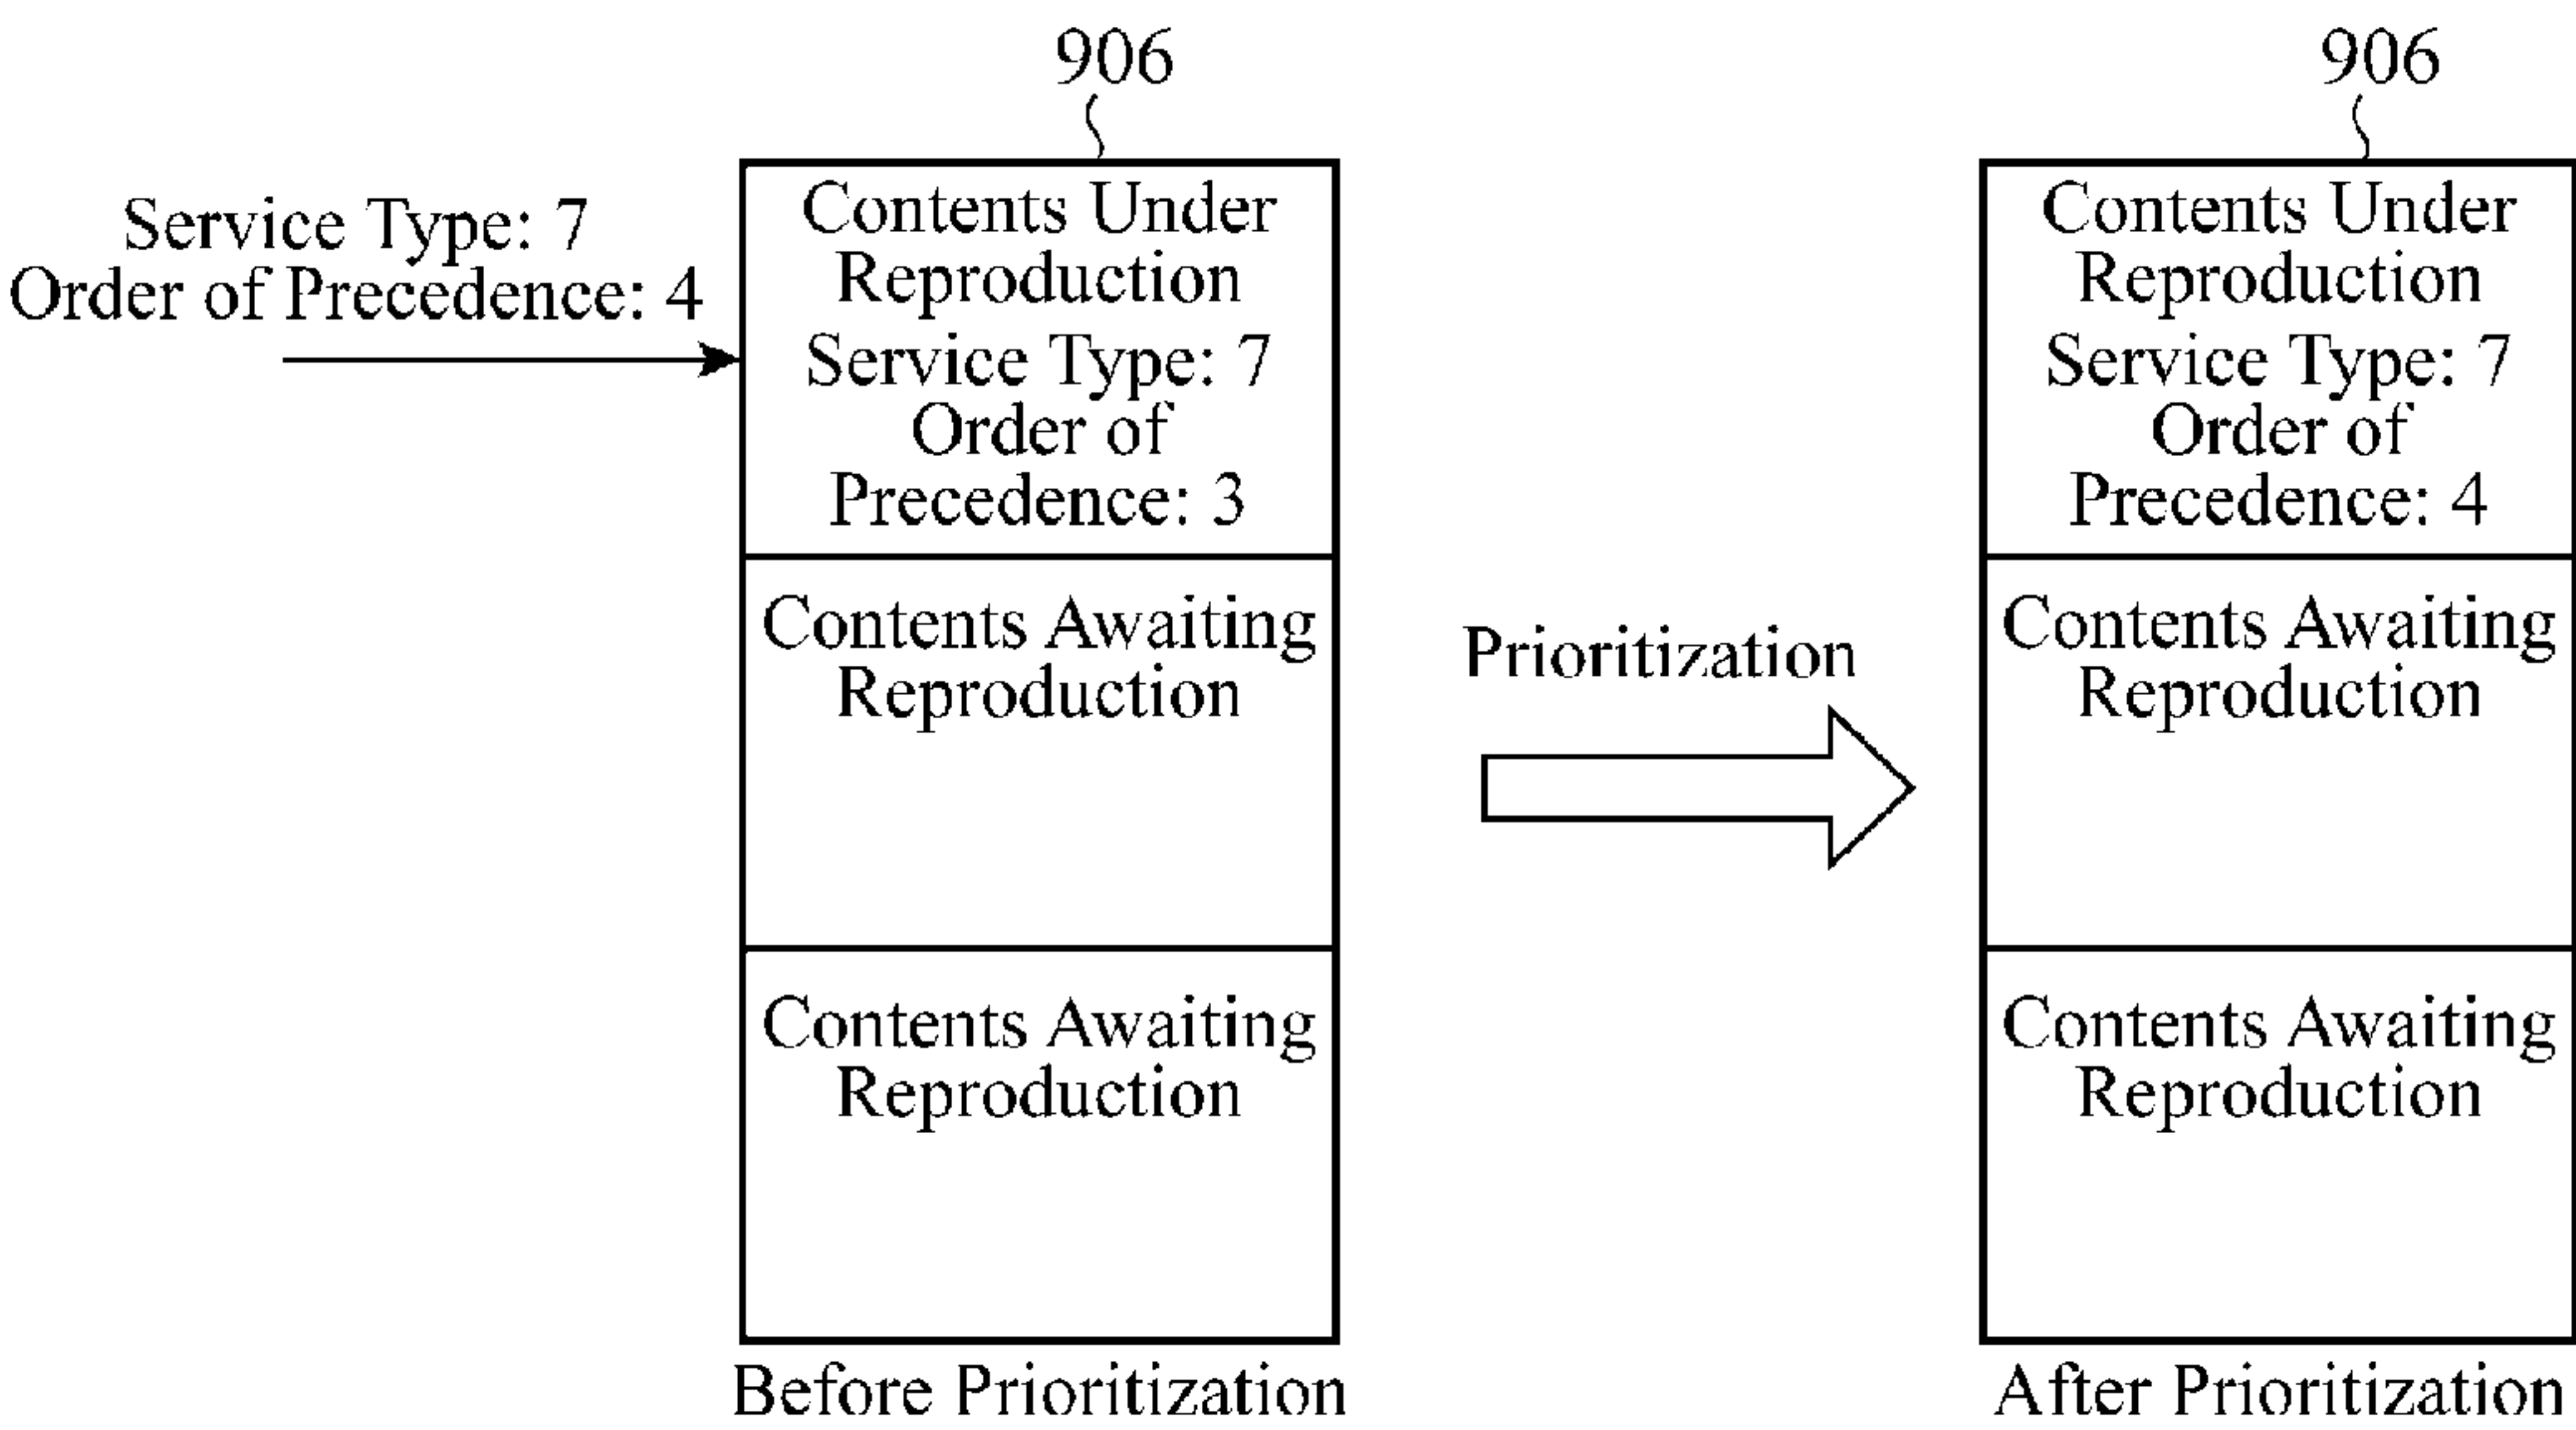 906
906
Service Type: 7
Order of Precedence: 4
Contents Under
Reproduction
Service Type: 7
Order of
Precedence: 3
Contents Awaiting
Reproduction
Contents Awaiting
Reproduction
Before Prioritization
Prioritization
Contents Under
Reproduction
Service Type: 7
Order of
Precedence: 4
Contents Awaiting
Reproduction
Contents Awaiting
Reproduction
After Prioritization